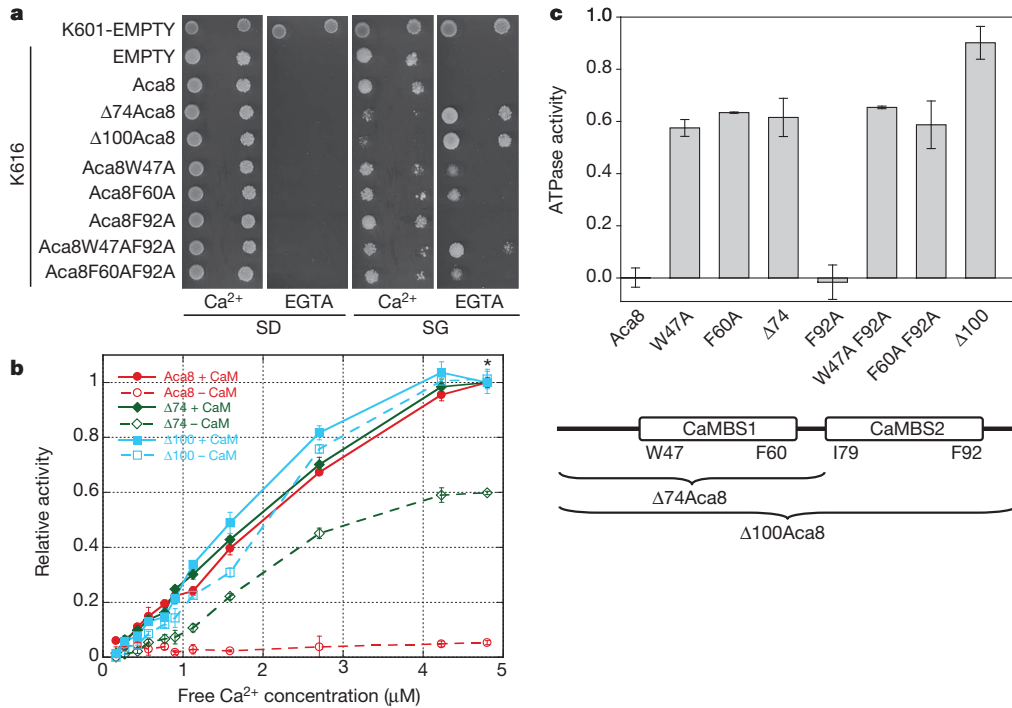 a
K601-EMPTY
K616
EMPTY
Aca8
Δ74Aca8
Δ100Aca8
Aca8W47A
Aca8F60A
Aca8F92A
Aca8W47AF92A
Aca8F60AF92A
Ca²⁺ EGTA Ca²⁺ EGTA
SD SG
b
Relative activity
1
0.8
0.6
0.4
0.2
0
0 1 2 3 4 5
Free Ca²⁺ concentration (μM)
Aca8 + CaM
Aca8 – CaM
Δ74 + CaM
Δ74 – CaM
Δ100 + CaM
Δ100 – CaM
*
c
ATPase activity
1.0
0.8
0.6
0.4
0.2
0.0
Aca8 W47A F60A Δ74 F92A W47A F92A F60A F92A Δ100
CaMBS1 CaMBS2
W47 F60 I79 F92
Δ74Aca8
Δ100Aca8